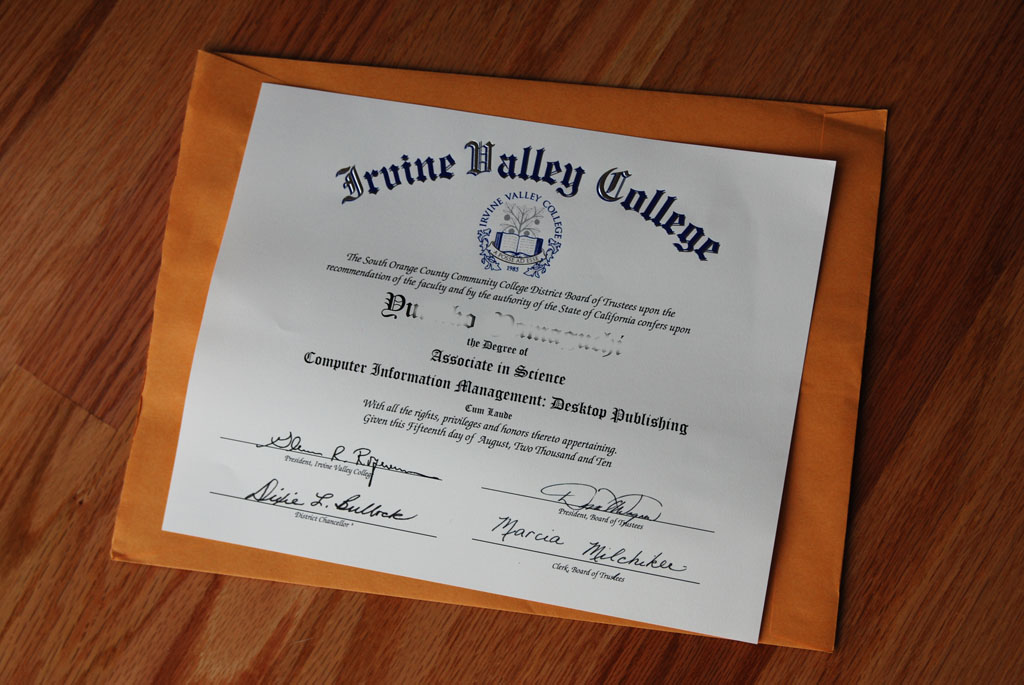 Irvine Valley College
IRVINE VALLEY COLLEGE
1985
The South Orange County Community College District Board of Trustees upon the
recommendation of the faculty and by the authority of the State of California confers upon
the Degree of
Associate in Science
Computer Information Management: Desktop Publishing
Cum Laude
With all the rights, privileges and honors thereto appertaining.
Given this Fifteenth day of August, Two Thousand and Ten
Glenn R. Roquemore
President, Irvine Valley College
President, Board of Trustees
Dixie L. Bullock
District Chancellor
Marcia Milchiker
Clerk, Board of Trustees